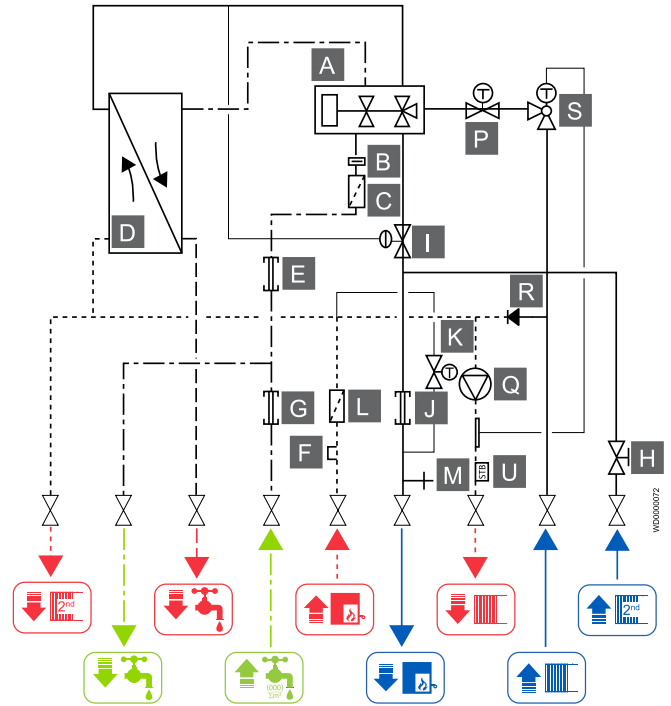 A
T
T
S
P
B
C
D
I
E
R
K
T
Q
G
L
J
F
H
M
STB
U
WD0000072
2nd
2nd
(000)
Σm³